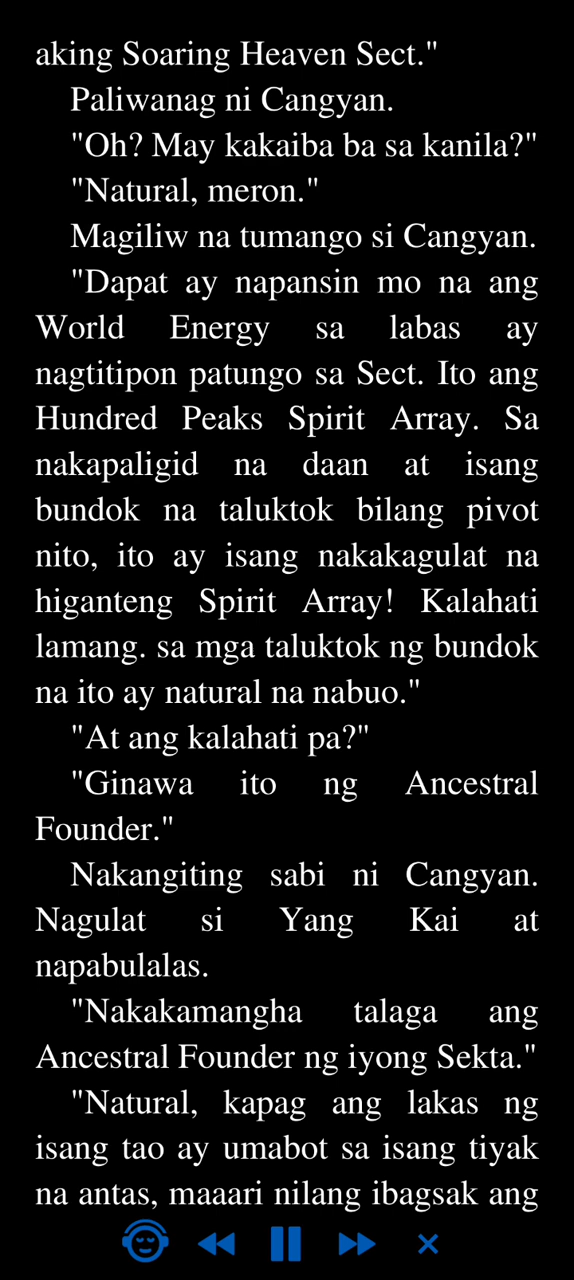 aking Soaring Heaven Sect."
Paliwanag ni Cangyan.
"Oh? May kakaiba ba sa kanila?"
"Natural, meron."
Magiliw na tumango si Cangyan.
"Dapat ay napansin mo na ang
World Energy sa labas ay
nagtitipon patungo sa Sect. Ito ang
Hundred Peaks Spirit Array. Sa
nakapaligid na daan at isang
bundok na taluktok bilang pivot
nito, ito ay isang nakakagulat na
higanteng Spirit Array! Kalahati
lamang. sa mga taluktok ng bundok
na ito ay natural na nabuo."
"At ang kalahati pa?"
"Ginawa ito ng Ancestral
Founder."
Nakangiting sabi ni Cangyan.
Nagulat si Yang Kai at
napabulalas.
"Nakakamangha talaga ang
Ancestral Founder ng iyong Sekta."
"Natural, kapag ang lakas ng
isang tao ay umabot sa isang tiyak
na antas, maaari nilang ibagsak ang